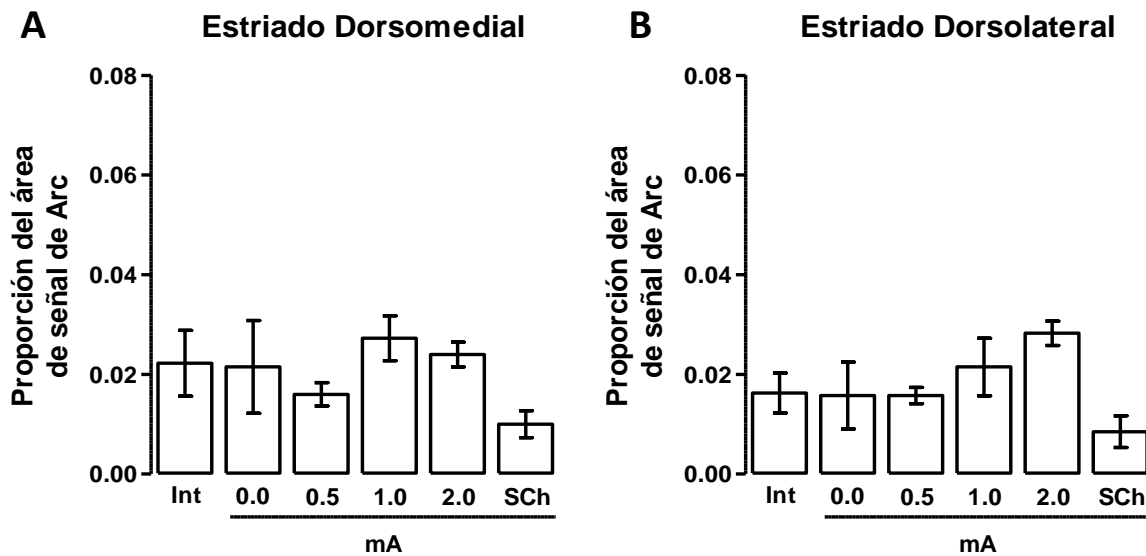 A
Estriado Dorsomedial
Proporción del área
de señal de Arc
0.08
0.06
0.04
0.02
0.00
Int 0.0 0.5 1.0 2.0 SCh
mA
B
Estriado Dorsolateral
Proporción del área
de señal de Arc
0.08
0.06
0.04
0.02
0.00
Int 0.0 0.5 1.0 2.0 SCh
mA